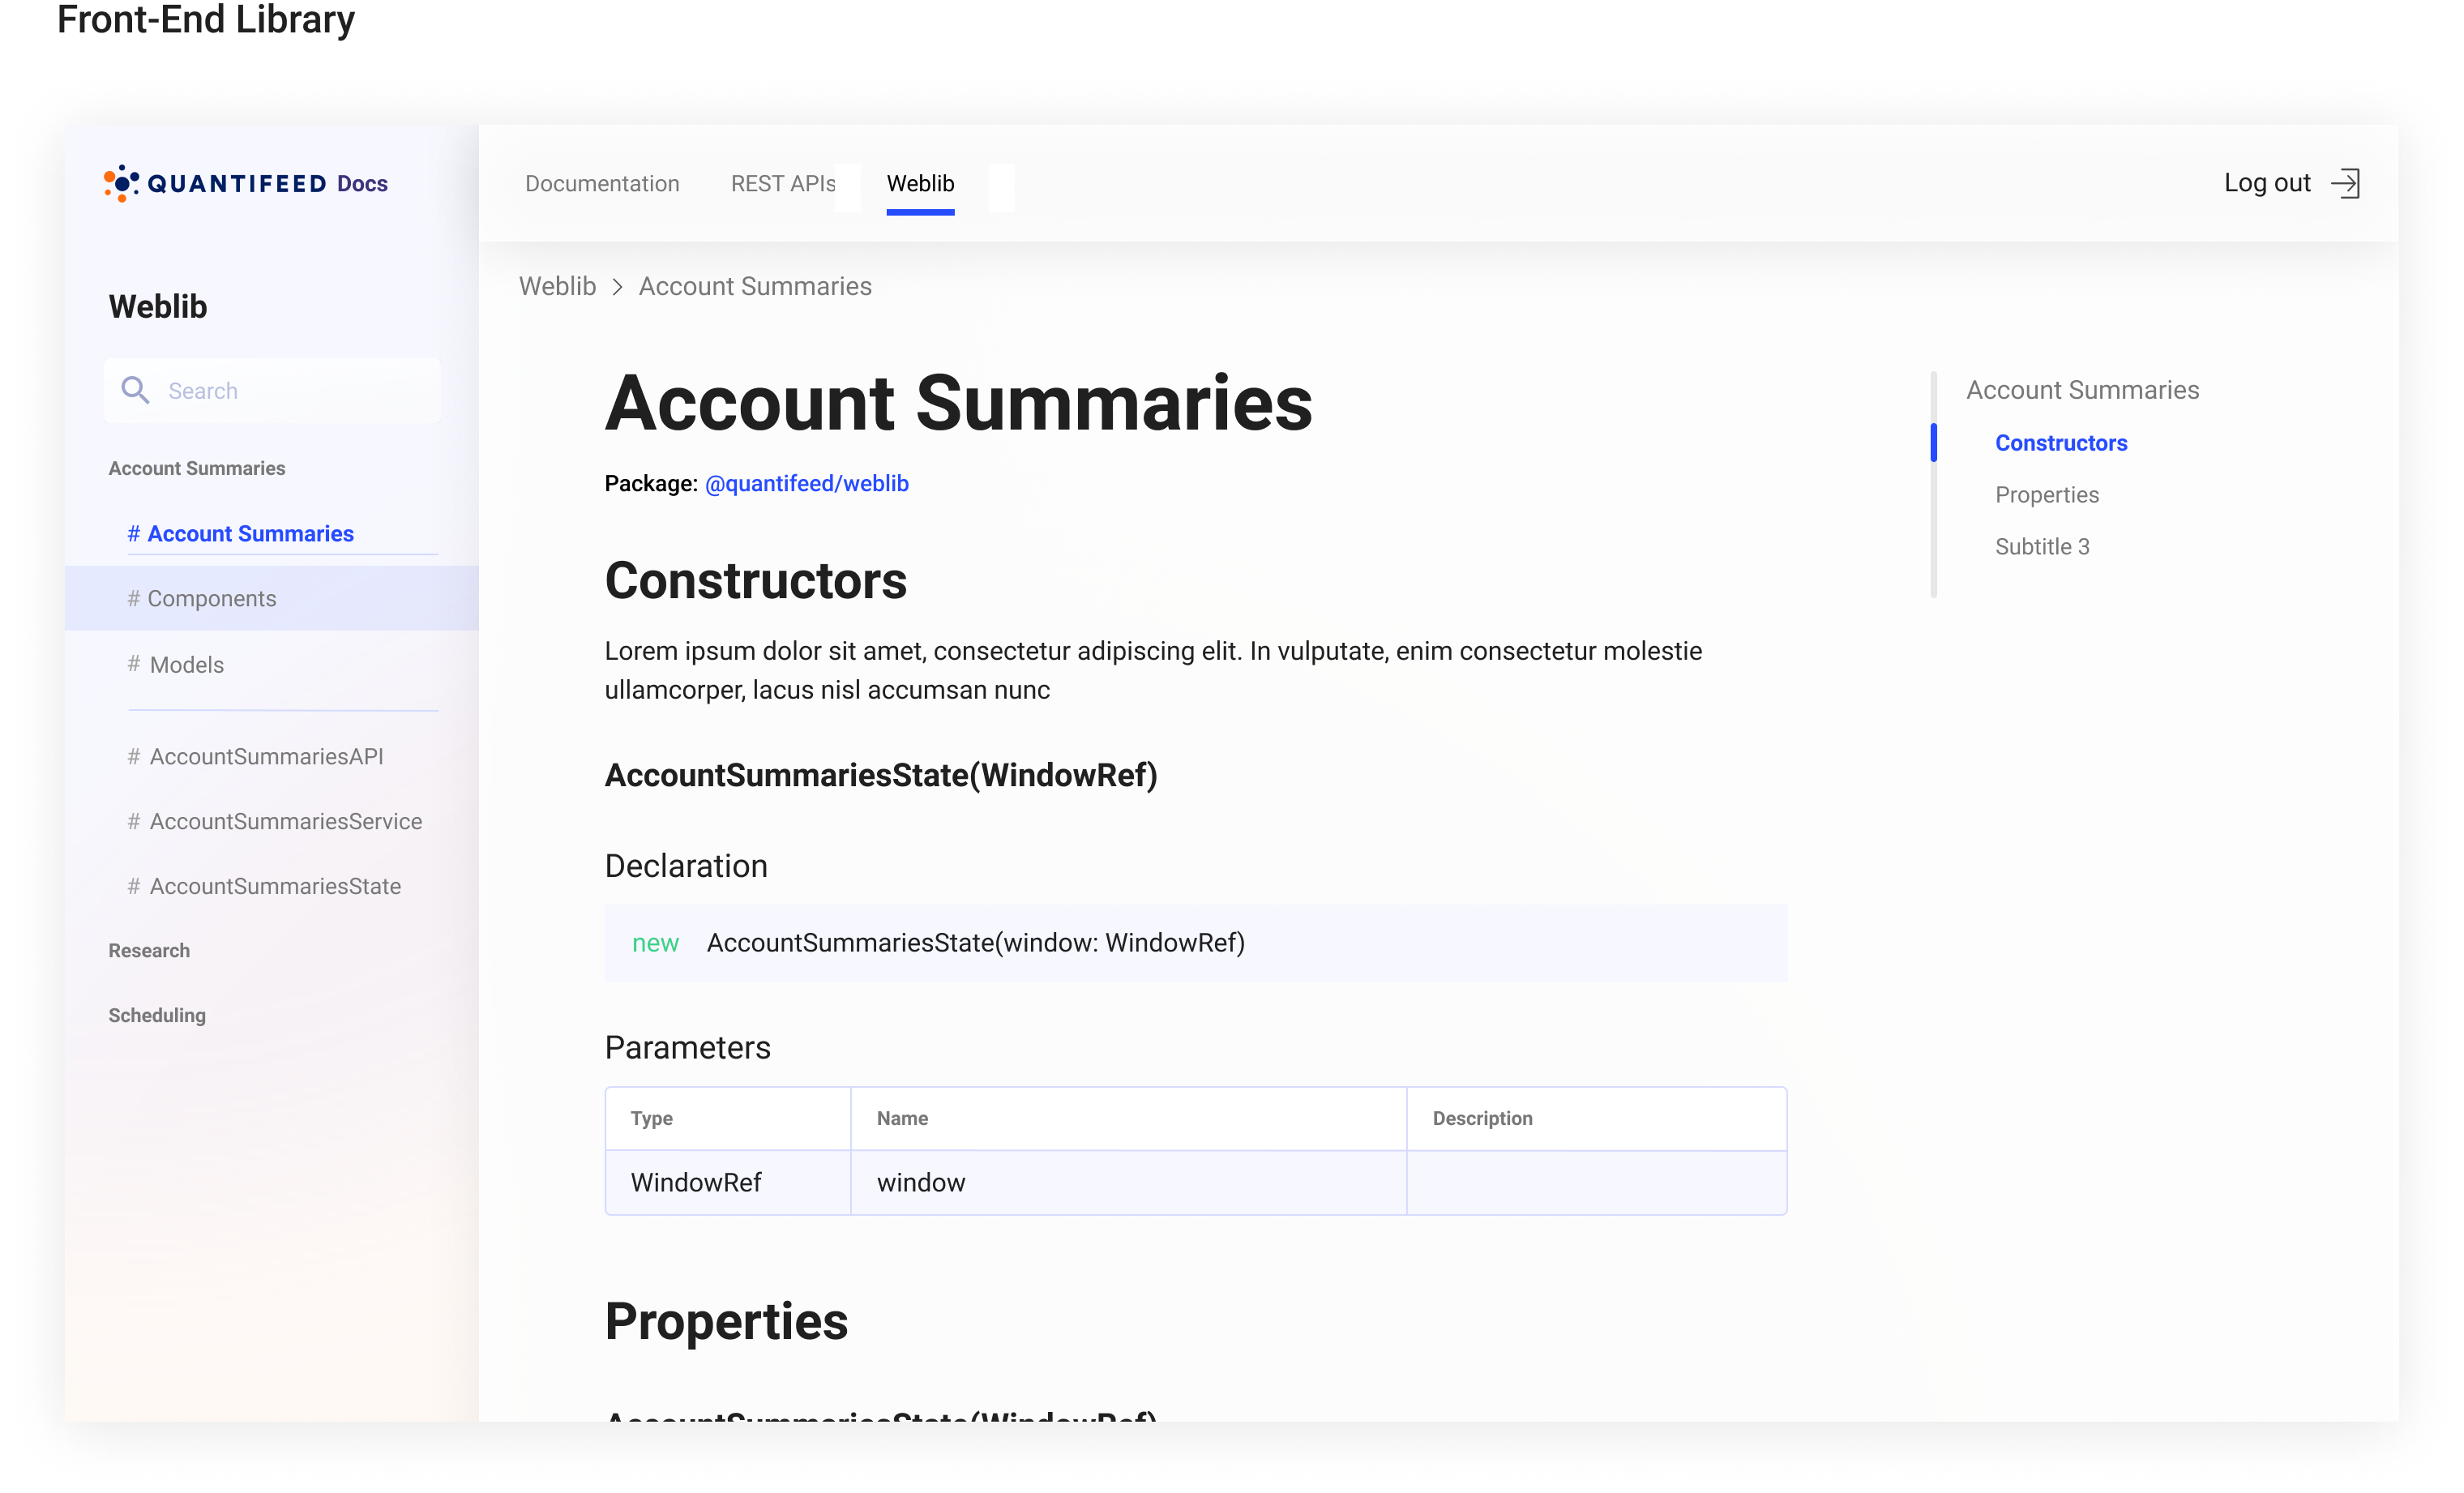 Front-End Library
QUANTIFEED Docs
Documentation
REST APIs
Weblib
Log out
Weblib
Search
Account Summaries
# Account Summaries
# Components
# Models
# AccountSummariesAPI
# AccountSummariesService
# AccountSummariesState
Research
Scheduling
Weblib > Account Summaries
Account Summaries
Package: @quantifeed/weblib
Constructors
Lorem ipsum dolor sit amet, consectetur adipiscing elit. In vulputate, enim consectetur molestie
ullamcorper, lacus nisl accumsan nunc
AccountSummariesState(WindowRef)
Declaration
new AccountSummariesState(window: WindowRef)
Parameters
Type Name Description
WindowRef window
Properties
AccountSummariesState(WindowRef)
Account Summaries
Constructors
Properties
Subtitle 3